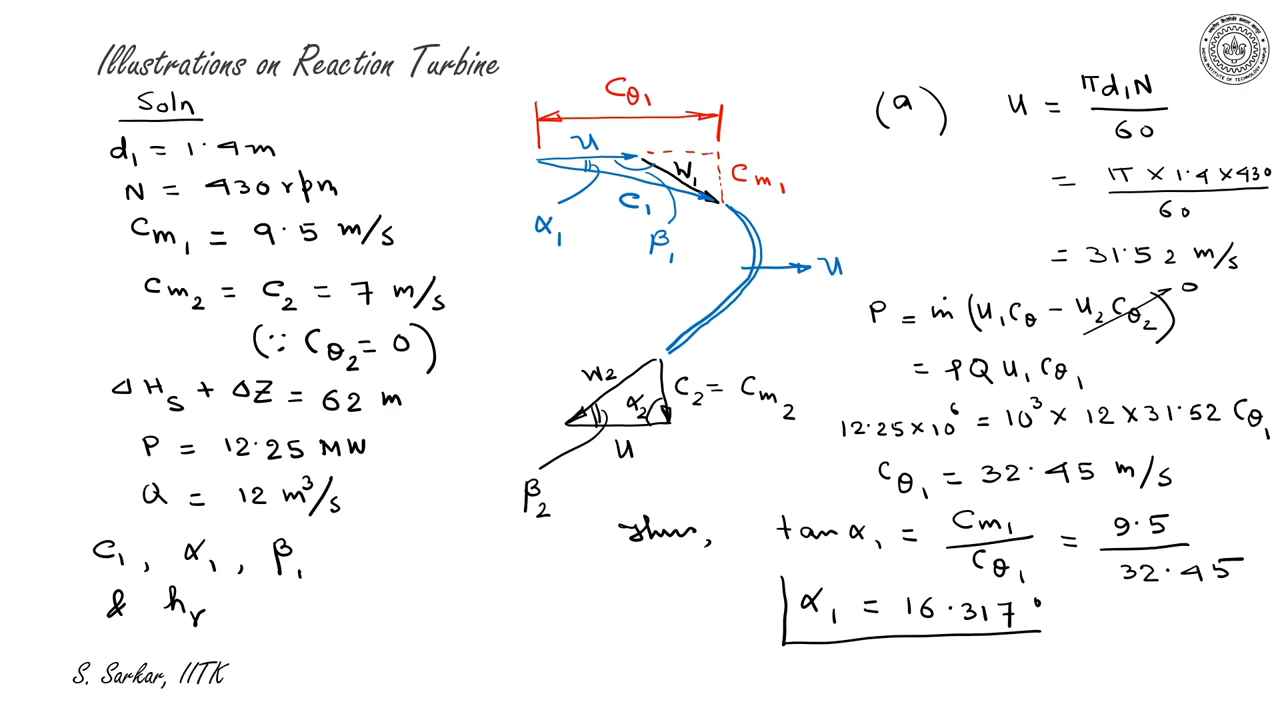 Illustrations on Reaction Turbine
Soln
d₁ = 1.4 m
N = 430 rpm
Cm₁ = 9.5 m/s
Cm₂ = C₂ = 7 m/s
(∵ Cθ₂ = 0)
ΔHs + ΔZ = 62 m
P = 12.25 MW
Q = 12 m³/s
C₁, α₁, β₁
& hr
Cθ₁
u
W₁
Cm₁
C₁
α₁
β₁
u
W₂
α₂
C₂ = Cm₂
u
β₂
(a) u = πd₁N / 60
= π × 1.4 × 430 / 60
= 31.52 m/s
P = ṁ (u₁Cθ − u₂Cθ₂) 0
= ρQ u₁Cθ₁
12.25 × 10⁶ = 10³ × 12 × 31.52 Cθ₁
Cθ₁ = 32.45 m/s
Thus, tan α₁ = Cm₁ / Cθ₁ = 9.5 / 32.45
α₁ = 16.317°
S. Sarkar, IITK